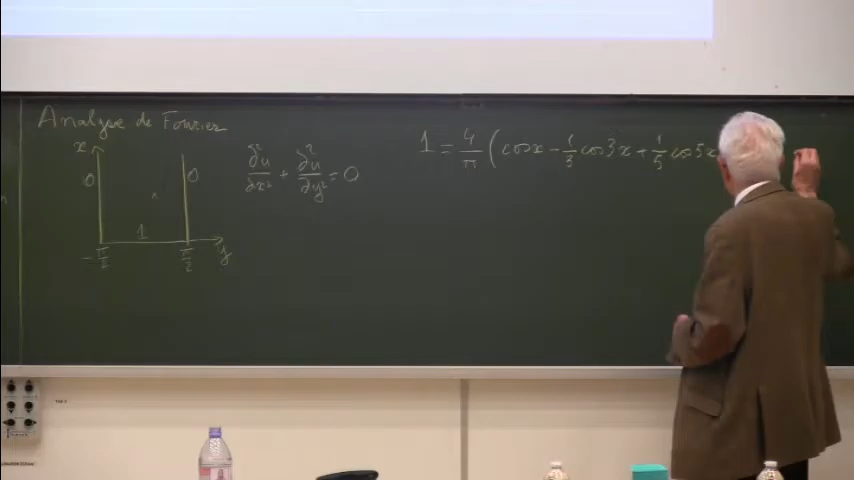 Analyse de Fourier
x
0 0
1
-π/2 π/2 y
∂²u/∂x² + ∂²u/∂y² = 0
1 = 4/π (cos x - 1/3 cos 3x + 1/5 cos 5x